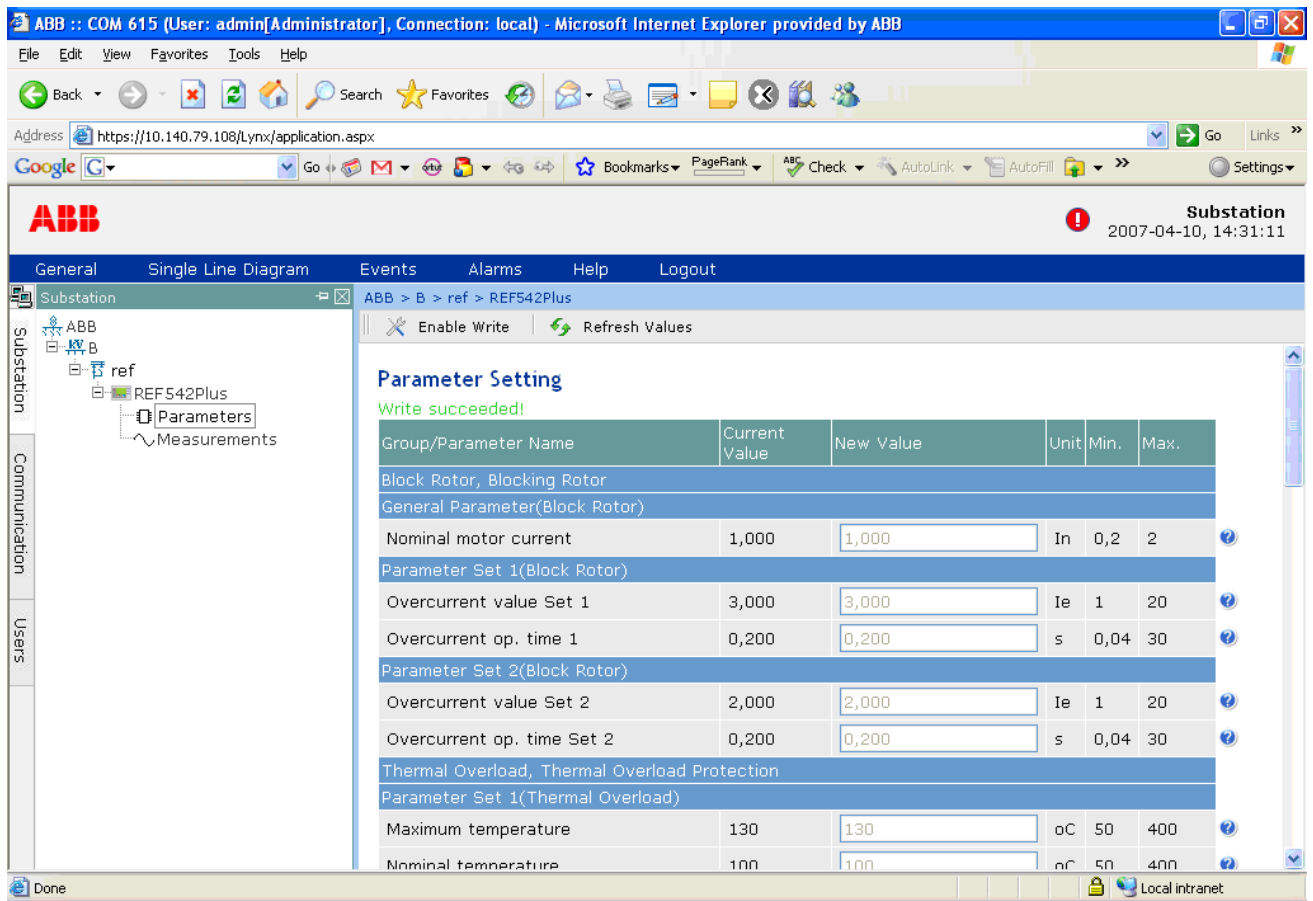 ABB :: COM 615 (User: admin[Administrator], Connection: local) - Microsoft Internet Explorer provided by ABB
File Edit View Favorites Tools Help
Back Search Favorites
Address https://10.140.79.108/Lynx/application.aspx Go Links »
Google G Go Bookmarks PageRank ABC Check AutoLink AutoFill » Settings
ABB
Substation
2007-04-10, 14:31:11
General Single Line Diagram Events Alarms Help Logout
Substation
ABB > B > ref > REF542Plus
Enable Write Refresh Values
Substation
Communication
Users
ABB
B
ref
REF542Plus
Parameters
Measurements
Parameter Setting
Write succeeded!
Group/Parameter Name Current Value New Value Unit Min. Max.
Block Rotor, Blocking Rotor
General Parameter(Block Rotor)
Nominal motor current 1,000 1,000 In 0,2 2
Parameter Set 1(Block Rotor)
Overcurrent value Set 1 3,000 3,000 Ie 1 20
Overcurrent op. time 1 0,200 0,200 s 0,04 30
Parameter Set 2(Block Rotor)
Overcurrent value Set 2 2,000 2,000 Ie 1 20
Overcurrent op. time Set 2 0,200 0,200 s 0,04 30
Thermal Overload, Thermal Overload Protection
Parameter Set 1(Thermal Overload)
Maximum temperature 130 130 oC 50 400
Nominal temperature 100 100 oC 50 400
Done Local intranet